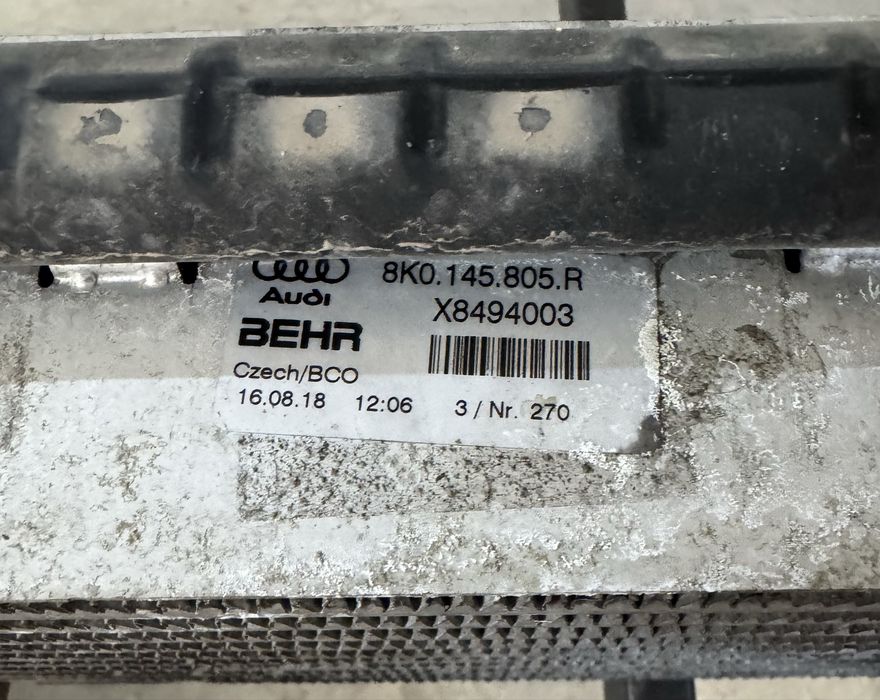 8K0.145.805.R
Audi
X8494003
BEHR
Czech/BCO
16.08.18 12:06 3 / Nr. 270